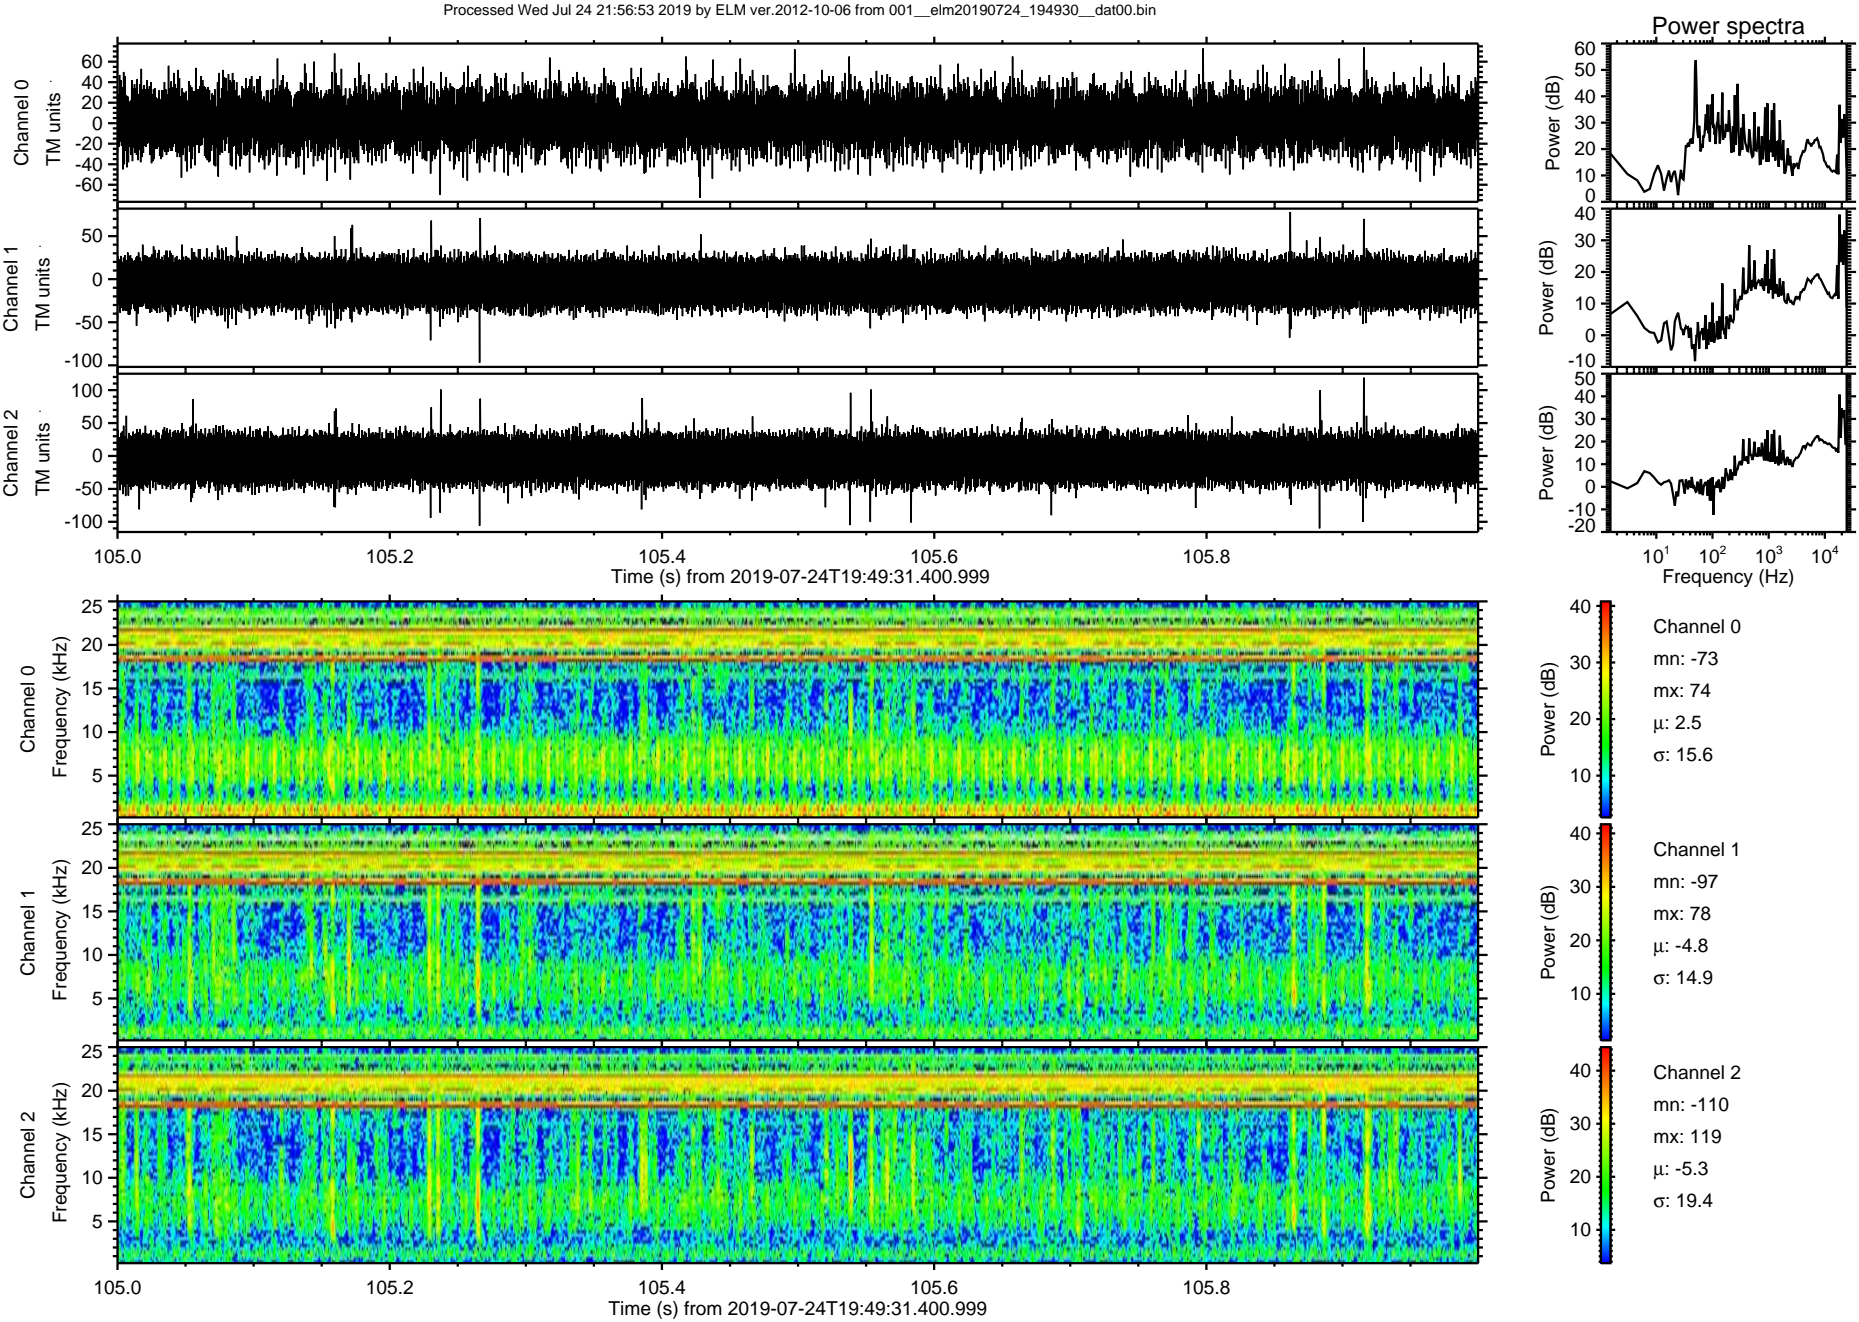 Processed Wed Jul 24 21:56:53 2019 by ELM ver.2012-10-06 from 001__elm20190724_194930__dat00.bin
Power spectra
Channel 0
TM units
60
40
20
0
-20
-40
-60
Power (dB)
60
50
40
30
20
10
0
Channel 1
TM units
50
0
-50
-100
Power (dB)
40
30
20
10
0
-10
Channel 2
TM units
100
50
0
-50
-100
Power (dB)
50
40
30
20
10
0
-10
-20
105.0 105.2 105.4 105.6 105.8
Time (s) from 2019-07-24T19:49:31.400.999
10^1 10^2 10^3 10^4
Frequency (Hz)
Channel 0
Frequency (kHz)
25
20
15
10
5
Power (dB)
40
30
20
10
Channel 0
mn: -73
mx: 74
µ: 2.5
σ: 15.6
Channel 1
Frequency (kHz)
25
20
15
10
5
Power (dB)
40
30
20
10
Channel 1
mn: -97
mx: 78
µ: -4.8
σ: 14.9
Channel 2
Frequency (kHz)
25
20
15
10
5
Power (dB)
40
30
20
10
Channel 2
mn: -110
mx: 119
µ: -5.3
σ: 19.4
105.0 105.2 105.4 105.6 105.8
Time (s) from 2019-07-24T19:49:31.400.999